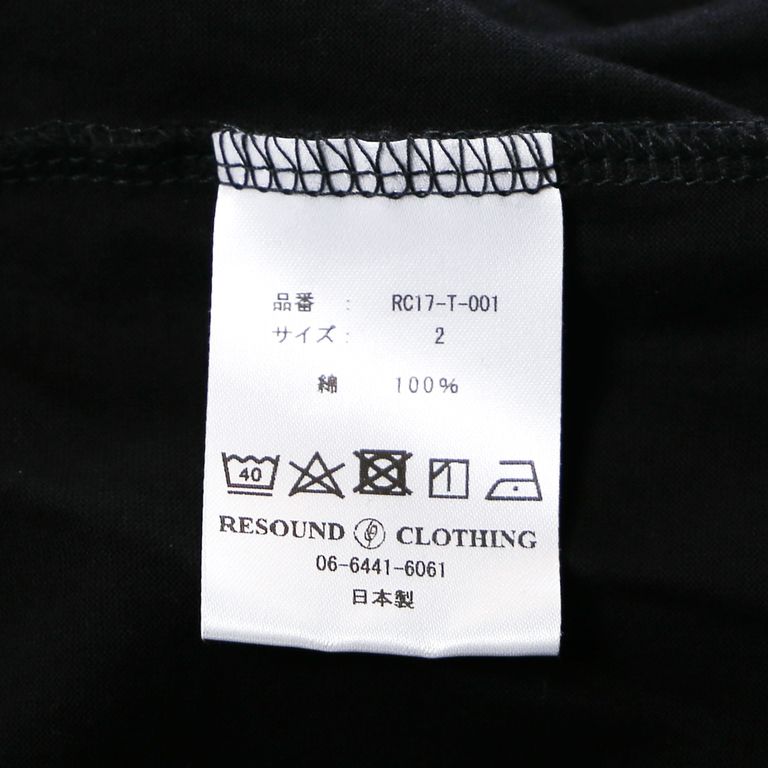 品番 : RC17-T-001
サイズ : 2
綿 100%
40
RESOUND CLOTHING
06-6441-6061
日本製